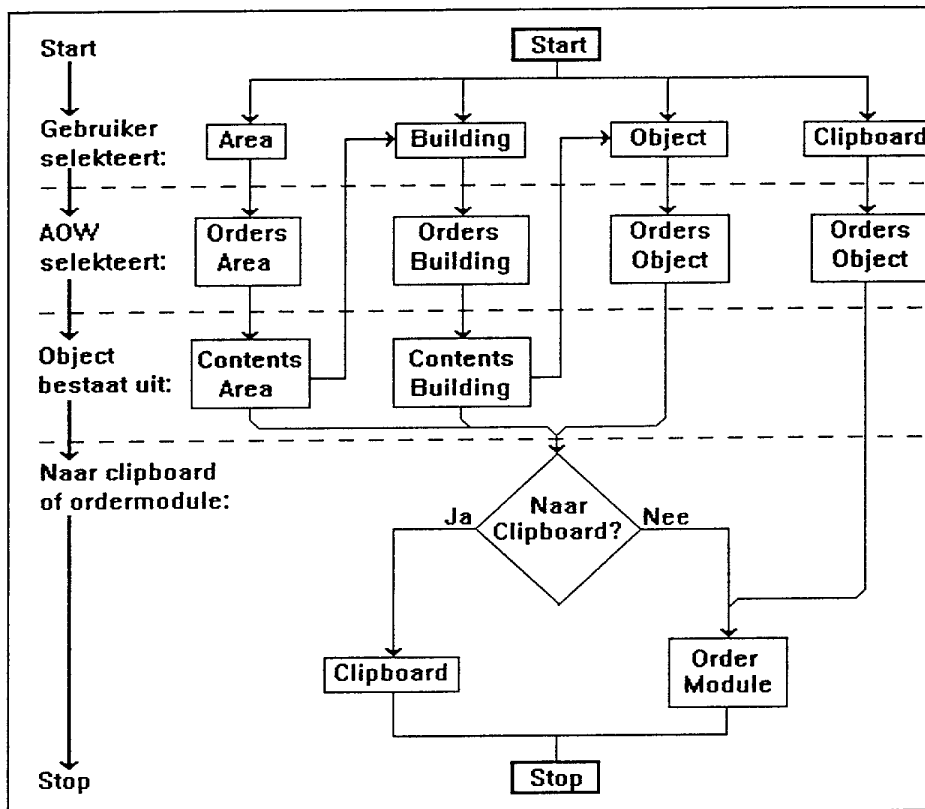 Start
Start
Gebruiker
selekteert:
Area
Building
Object
Clipboard
AOW
selekteert:
Orders
Area
Orders
Building
Orders
Object
Orders
Object
Object
bestaat uit:
Contents
Area
Contents
Building
Naar clipboard
of ordermodule:
Ja
Naar
Clipboard?
Nee
Clipboard
Order
Module
Stop
Stop